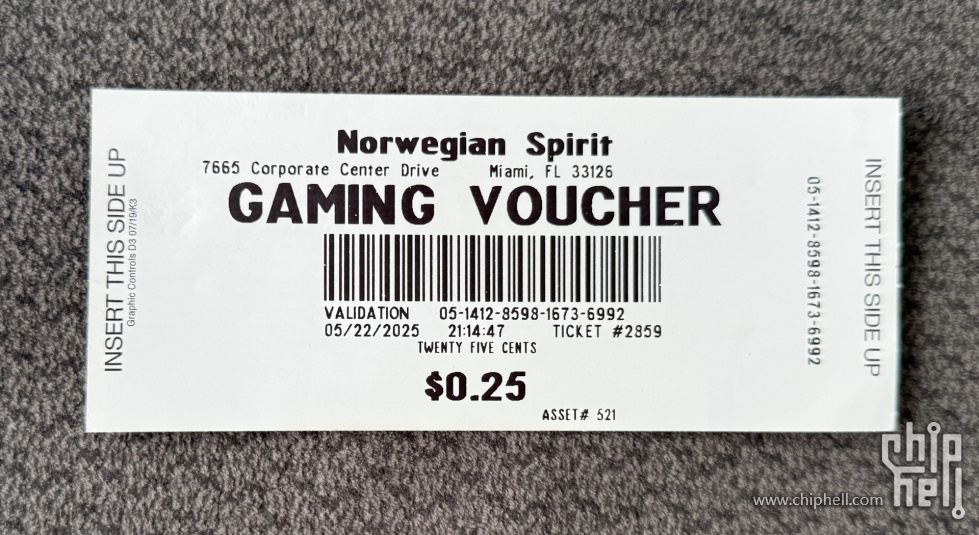 Norwegian Spirit
7665 Corporate Center Drive Miami, FL 33126
GAMING VOUCHER
VALIDATION 05-1412-8598-1673-6992
05/22/2025 21:14:47 TICKET #2859
TWENTY FIVE CENTS
$0.25
ASSET# 521
INSERT THIS SIDE UP
Graphic Controls D3 07/19/K3
05-1412-8598-1673-6992
INSERT THIS SIDE UP
www.chiphell.com
chip
hell